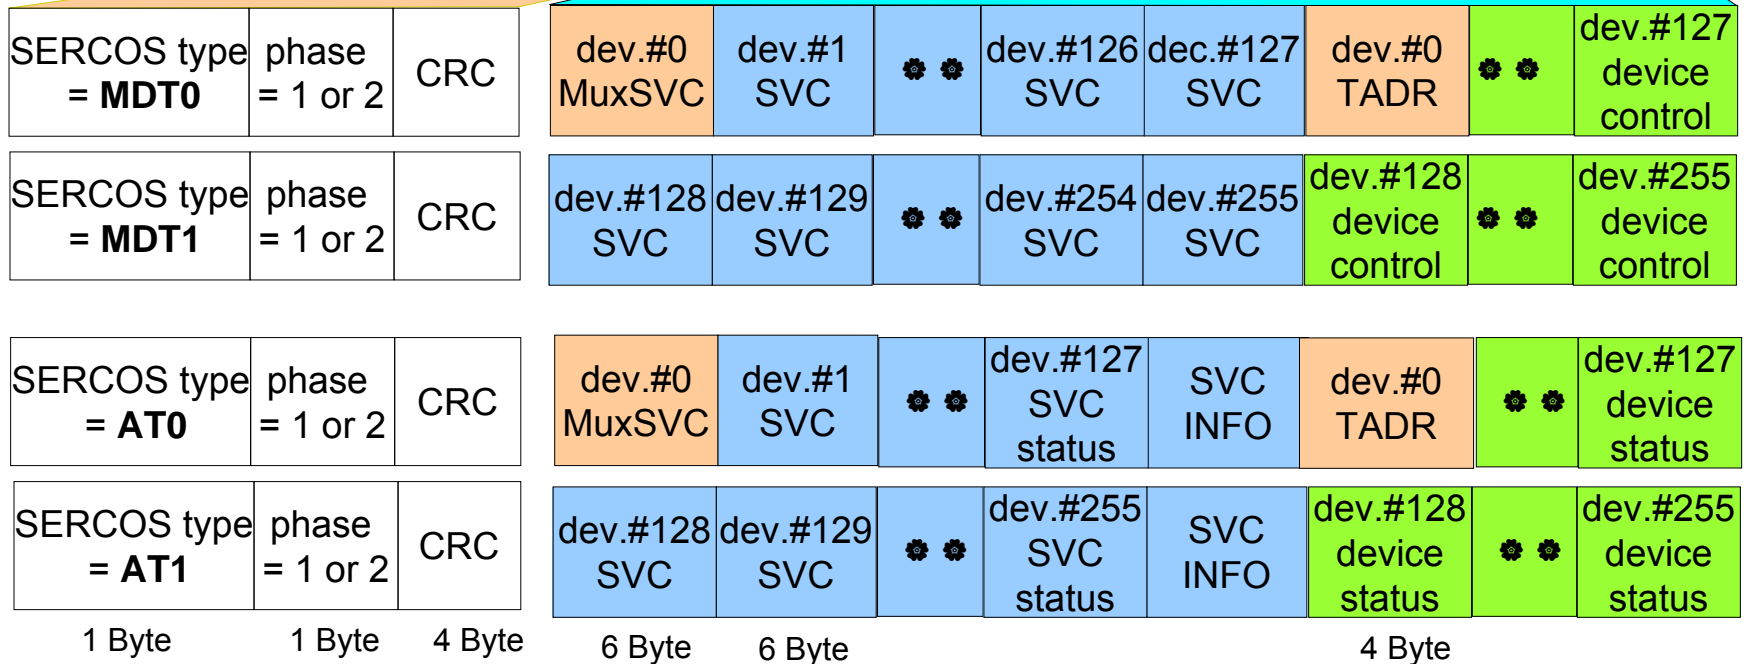 SERCOS type = MDT0 phase = 1 or 2 CRC dev.#0 MuxSVC dev.#1 SVC dev.#126 SVC dec.#127 SVC dev.#0 TADR dev.#127 device control
SERCOS type = MDT1 phase = 1 or 2 CRC dev.#128 SVC dev.#129 SVC dev.#254 SVC dev.#255 SVC dev.#128 device control dev.#255 device control
SERCOS type = AT0 phase = 1 or 2 CRC dev.#0 MuxSVC dev.#1 SVC dev.#127 SVC status SVC INFO dev.#0 TADR dev.#127 device status
SERCOS type = AT1 phase = 1 or 2 CRC dev.#128 SVC dev.#129 SVC dev.#255 SVC status SVC INFO dev.#128 device status dev.#255 device status
1 Byte 1 Byte 4 Byte 6 Byte 6 Byte 4 Byte